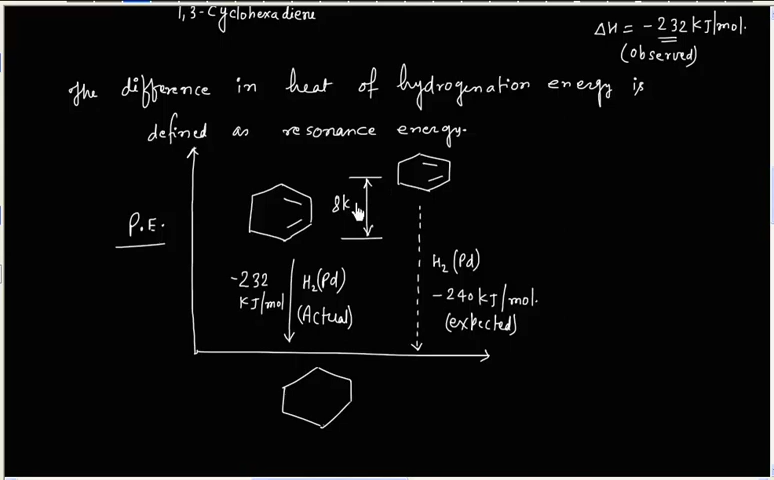 1,3-Cyclohexadiene
ΔH = -232 KJ/mol.
(observed)
The difference in heat of hydrogenation energy is
defined as resonance energy.
P.E.
8k
-232
KJ/mol
H₂(Pd)
(Actual)
H₂(Pd)
-240 KJ/mol.
(expected)